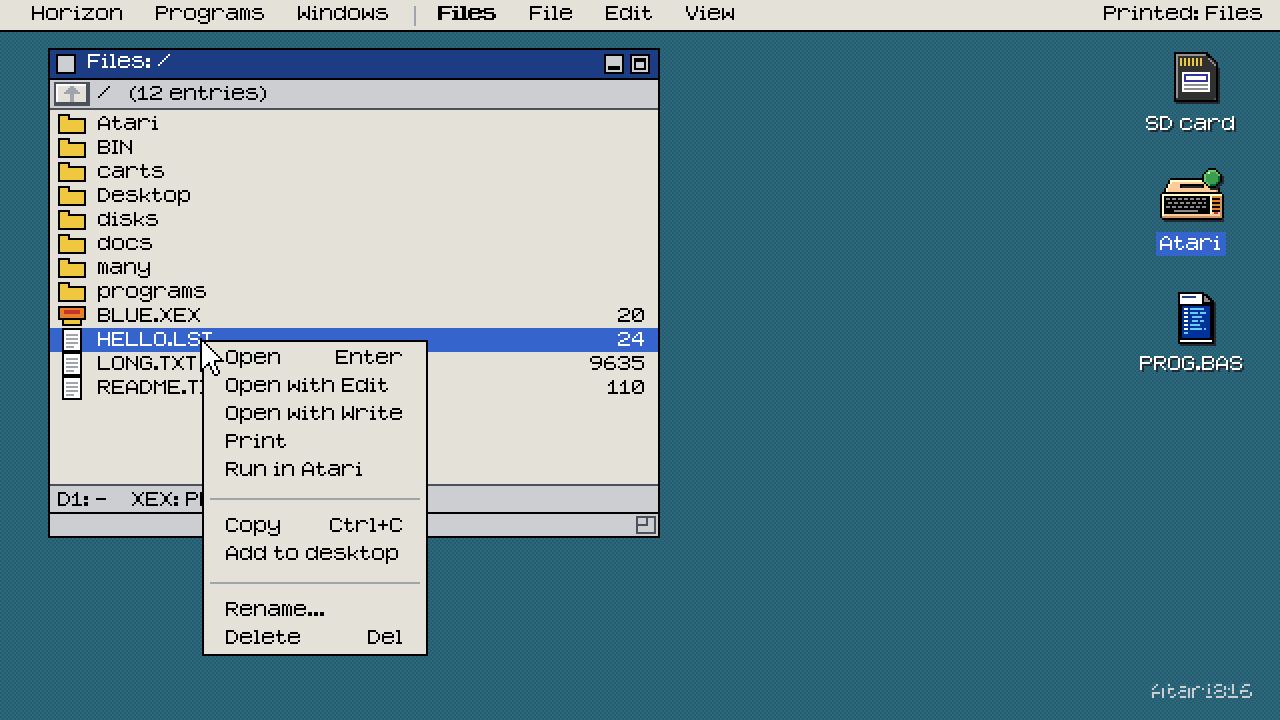 Horizon Programs Windows | Files File Edit View Printed: Files
Files: /
/ (12 entries)
Atari
BIN
carts
Desktop
disks
docs
many
programs
BLUE.XEX 20
HELLO.LST 24
LONG.TXT 9635
README.T 110
D1: - XEX:
Open Enter
Open with Edit
Open with Write
Print
Run in Atari
Copy Ctrl+C
Add to desktop
Rename...
Delete Del
SD card
Atari
PROG.BAS
Atari816